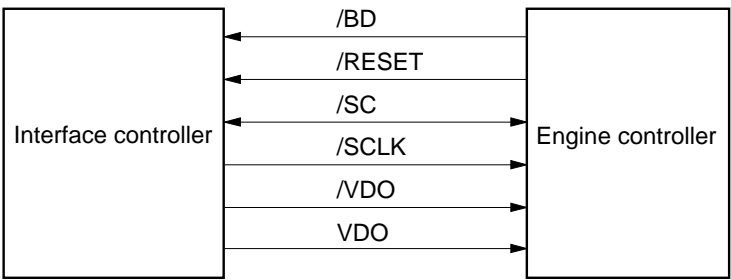 /BD
/RESET
/SC
Interface controller
Engine controller
/SCLK
/VDO
VDO